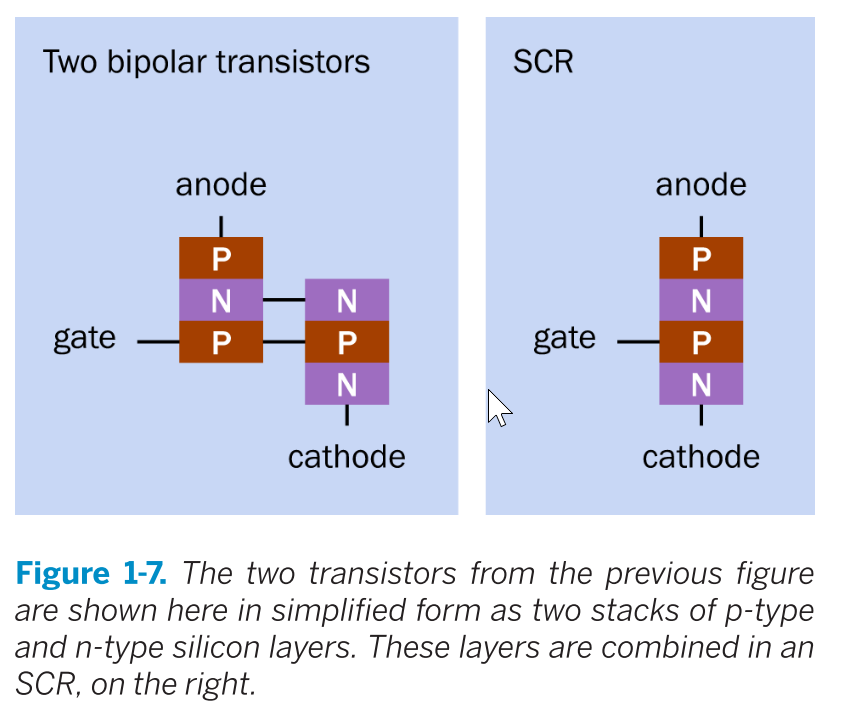 Two bipolar transistors
anode
P
N
N
gate
P
P
N
cathode
SCR
anode
P
N
gate
P
N
cathode
Figure 1-7. The two transistors from the previous figure
are shown here in simplified form as two stacks of p-type
and n-type silicon layers. These layers are combined in an
SCR, on the right.